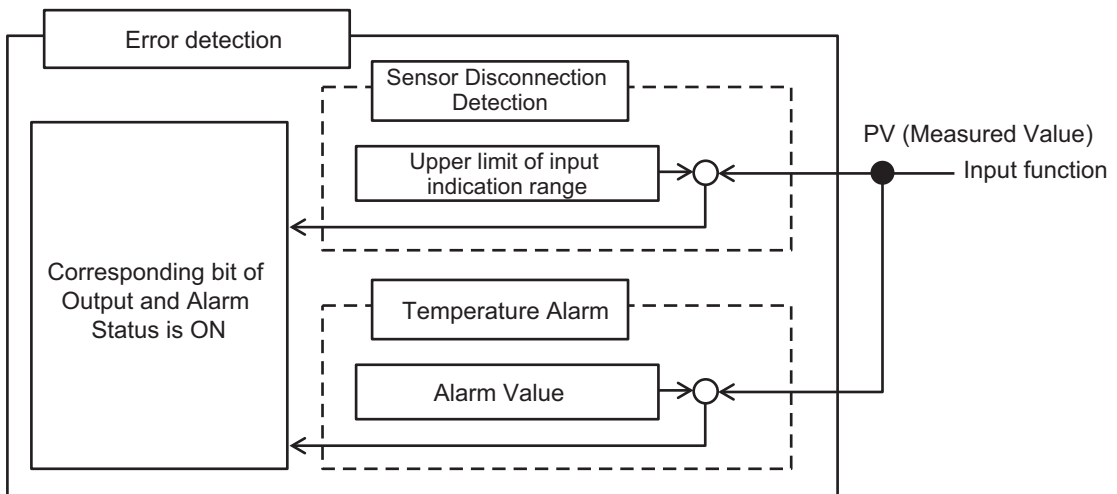 Error detection
Sensor Disconnection
Detection
PV (Measured Value)
Upper limit of input
indication range
Input function
Corresponding bit of
Output and Alarm
Status is ON
Temperature Alarm
Alarm Value